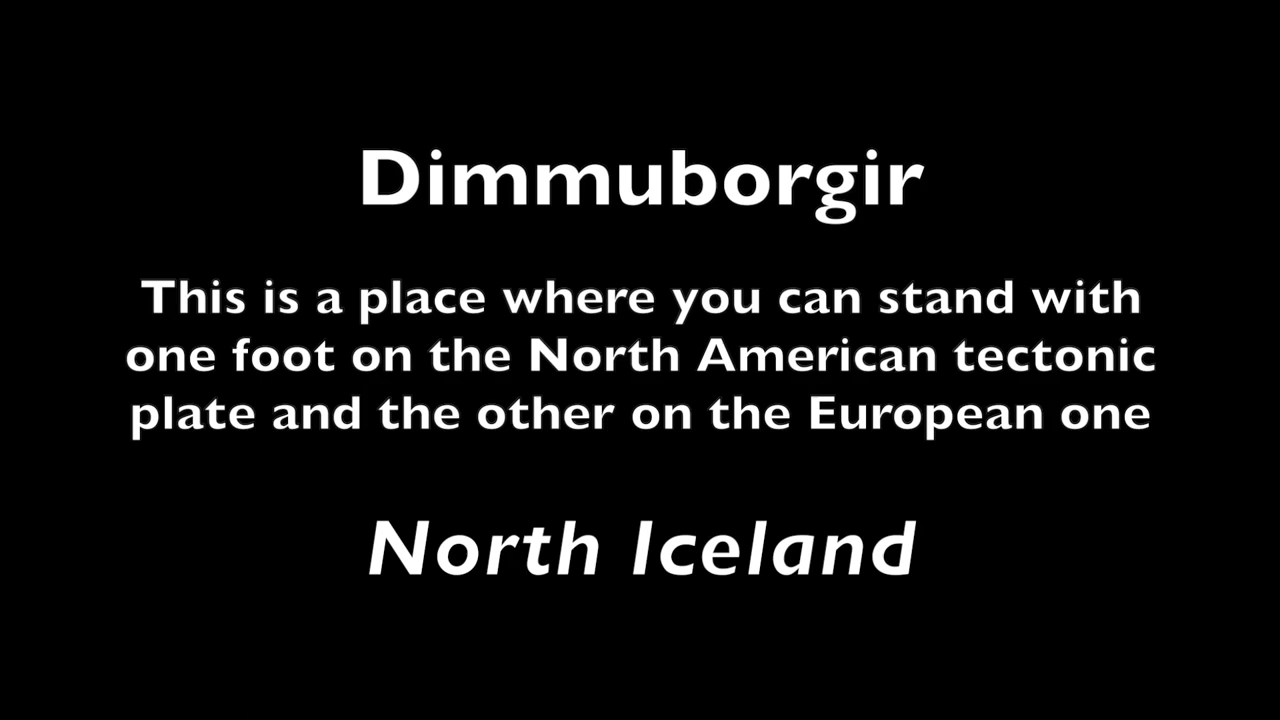 Dimmuborgir
This is a place where you can stand with
one foot on the North American tectonic
plate and the other on the European one
North Iceland